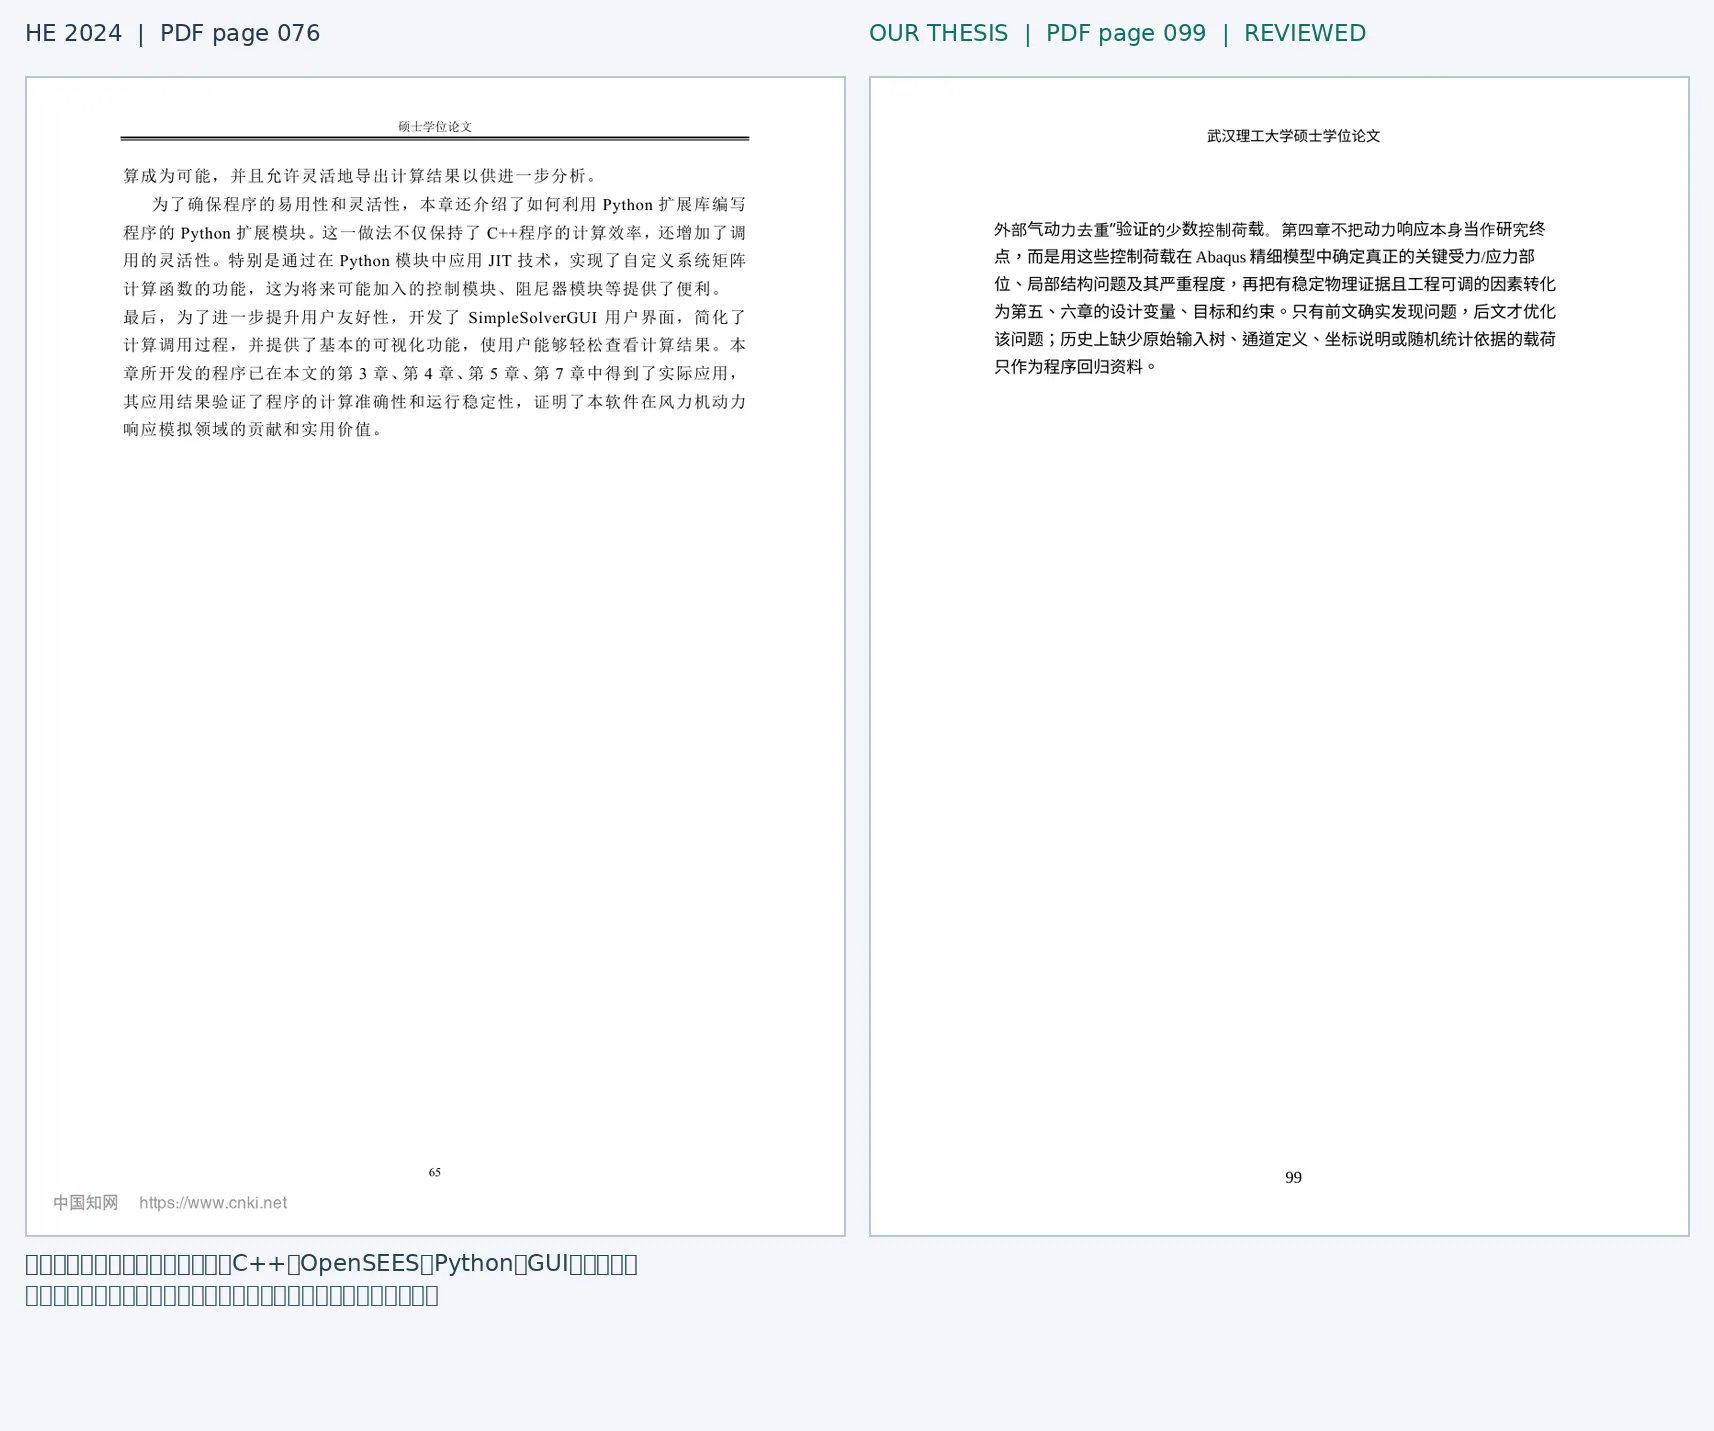 HE 2024 | PDF page 076
硕士学位论文
算成为可能，并且允许灵活地导出计算结果以供进一步分析。
为了确保程序的易用性和灵活性，本章还介绍了如何利用 Python 扩展库编写
程序的 Python 扩展模块。这一做法不仅保持了 C++程序的计算效率，还增加了调
用的灵活性。特别是通过在 Python 模块中应用 JIT 技术，实现了自定义系统矩阵
计算函数的功能，这为将来可能加入的控制模块、阻尼器模块等提供了便利。
最后，为了进一步提升用户友好性，开发了 SimpleSolverGUI 用户界面，简化了
计算调用过程，并提供了基本的可视化功能，使用户能够轻松查看计算结果。本
章所开发的程序已在本文的第 3 章、第 4 章、第 5 章、第 7 章中得到了实际应用，
其应用结果验证了程序的计算准确性和运行稳定性，证明了本软件在风力机动力
响应模拟领域的贡献和实用价值。
65
中国知网 https://www.cnki.net
OUR THESIS | PDF page 099 | REVIEWED
武汉理工大学硕士学位论文
外部气动力去重”验证的少数控制荷载。第四章不把动力响应本身当作研究终
点，而是用这些控制荷载在 Abaqus 精细模型中确定真正的关键受力/应力部
位、局部结构问题及其严重程度，再把有稳定物理证据且工程可调的因素转化
为第五、六章的设计变量、目标和约束。只有前文确实发现问题，后文才优化
该问题；历史上缺少原始输入树、通道定义、坐标说明或随机统计依据的载荷
只作为程序回归资料。
99
C++ OpenSEES Python GUI